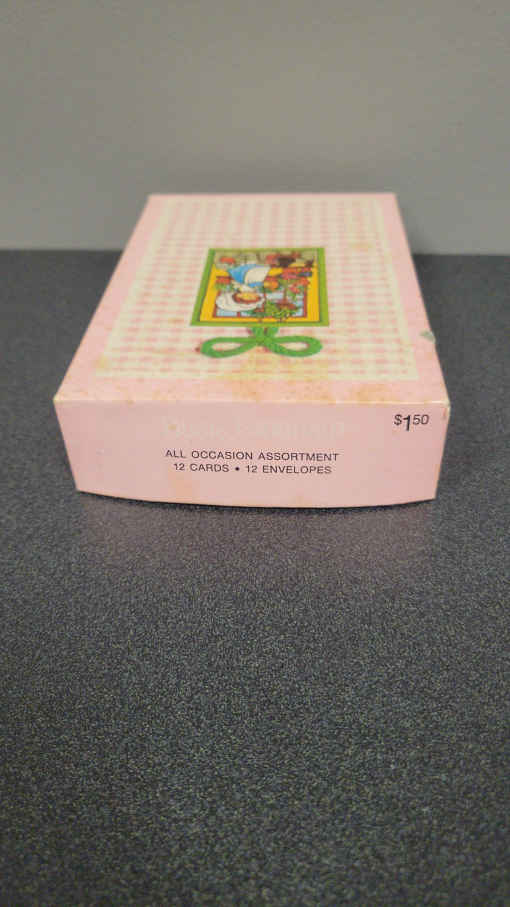 $1.50
ALL OCCASION ASSORTMENT
12 CARDS • 12 ENVELOPES